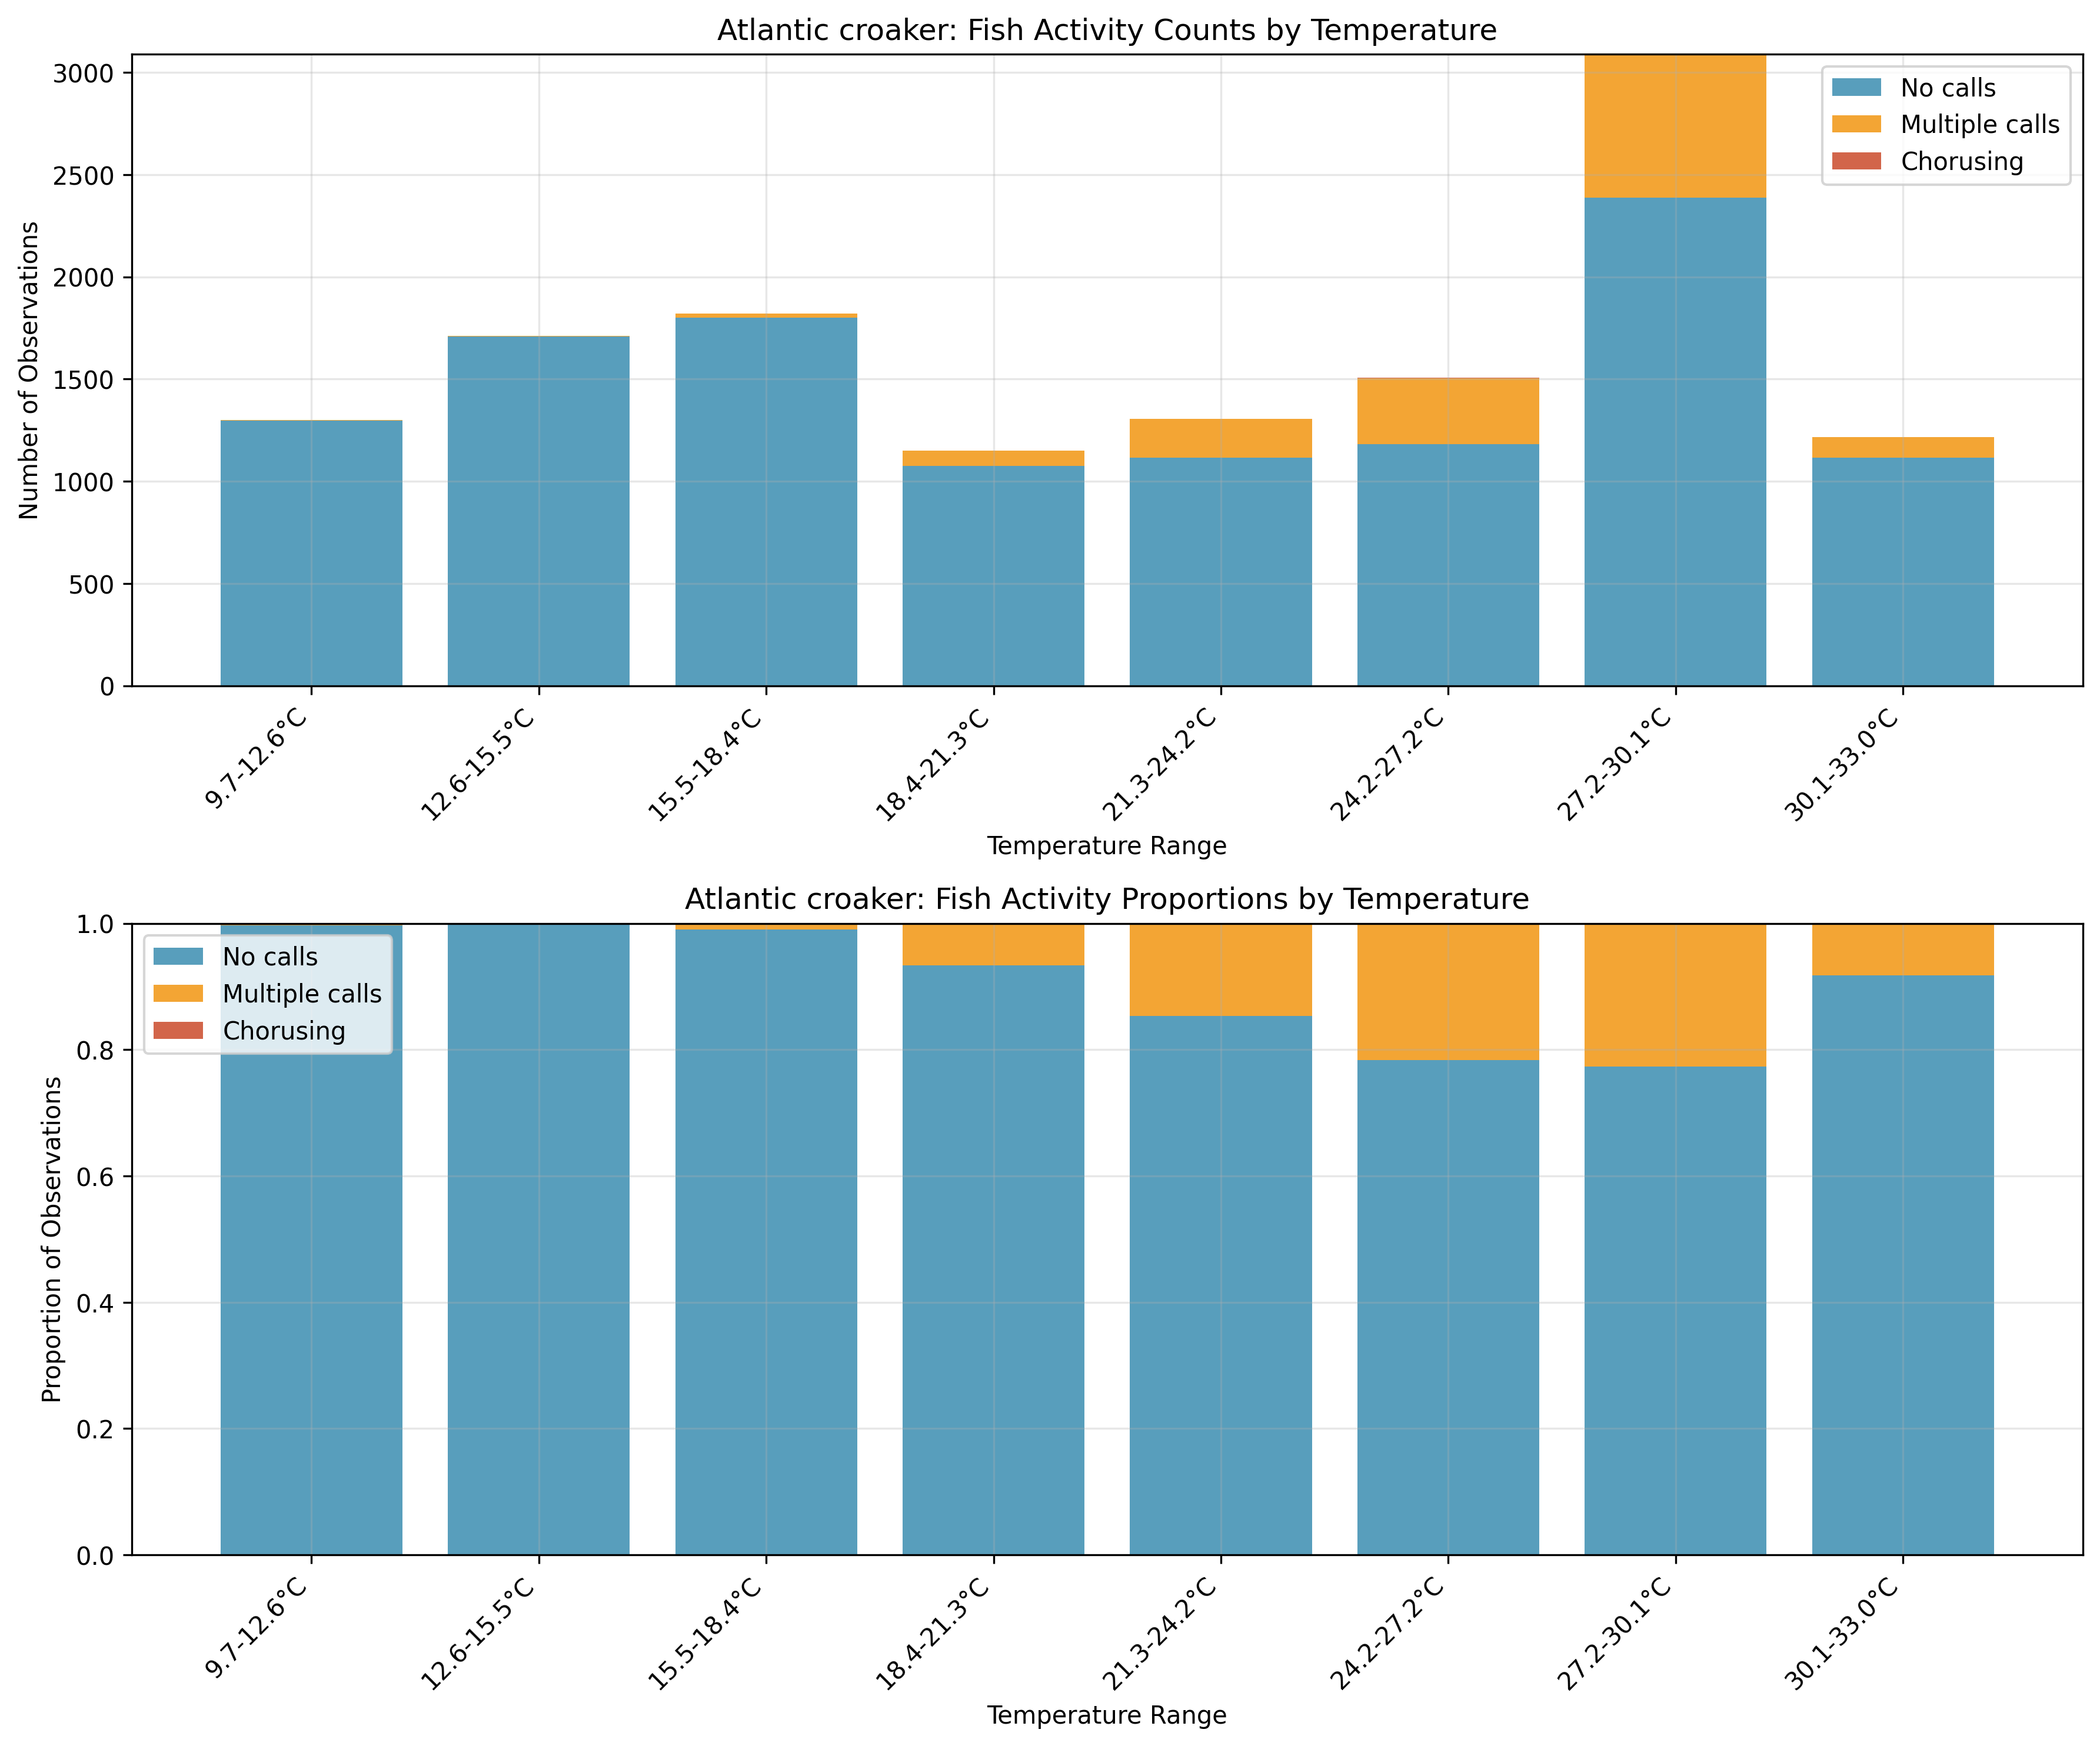 Atlantic croaker: Fish Activity Counts by Temperature
Number of Observations
3000
2500
2000
1500
1000
500
0
No calls
Multiple calls
Chorusing
9.7-12.6°C
12.6-15.5°C
15.5-18.4°C
18.4-21.3°C
21.3-24.2°C
24.2-27.2°C
27.2-30.1°C
30.1-33.0°C
Temperature Range
Atlantic croaker: Fish Activity Proportions by Temperature
Proportion of Observations
1.0
0.8
0.6
0.4
0.2
0.0
No calls
Multiple calls
Chorusing
9.7-12.6°C
12.6-15.5°C
15.5-18.4°C
18.4-21.3°C
21.3-24.2°C
24.2-27.2°C
27.2-30.1°C
30.1-33.0°C
Temperature Range